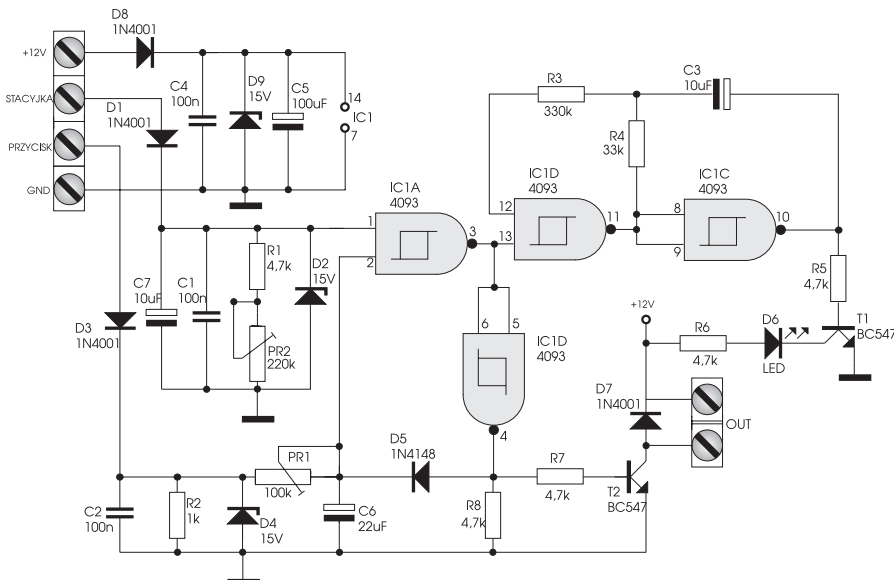 +12V
STACYJKA
PRZYCISK
GND
D8
1N4001
D1
1N4001
C4
100n
D9
15V
C5
100uF
14
IC1
7
R3
330k
C3
10uF
R4
33k
IC1A
4093
1
2
3
IC1D
4093
12
13
11
IC1C
4093
8
9
10
R1
4,7k
D2
15V
C7
10uF
C1
100n
PR2
220k
D3
1N4001
6
5
IC1D
4093
4
R5
4,7k
+12V
R6
4,7k
D6
LED
T1
BC547
D7
1N4001
OUT
D5
1N4148
R7
4,7k
T2
BC547
PR1
100k
C2
100n
R2
1k
D4
15V
C6
22uF
R8
4,7k